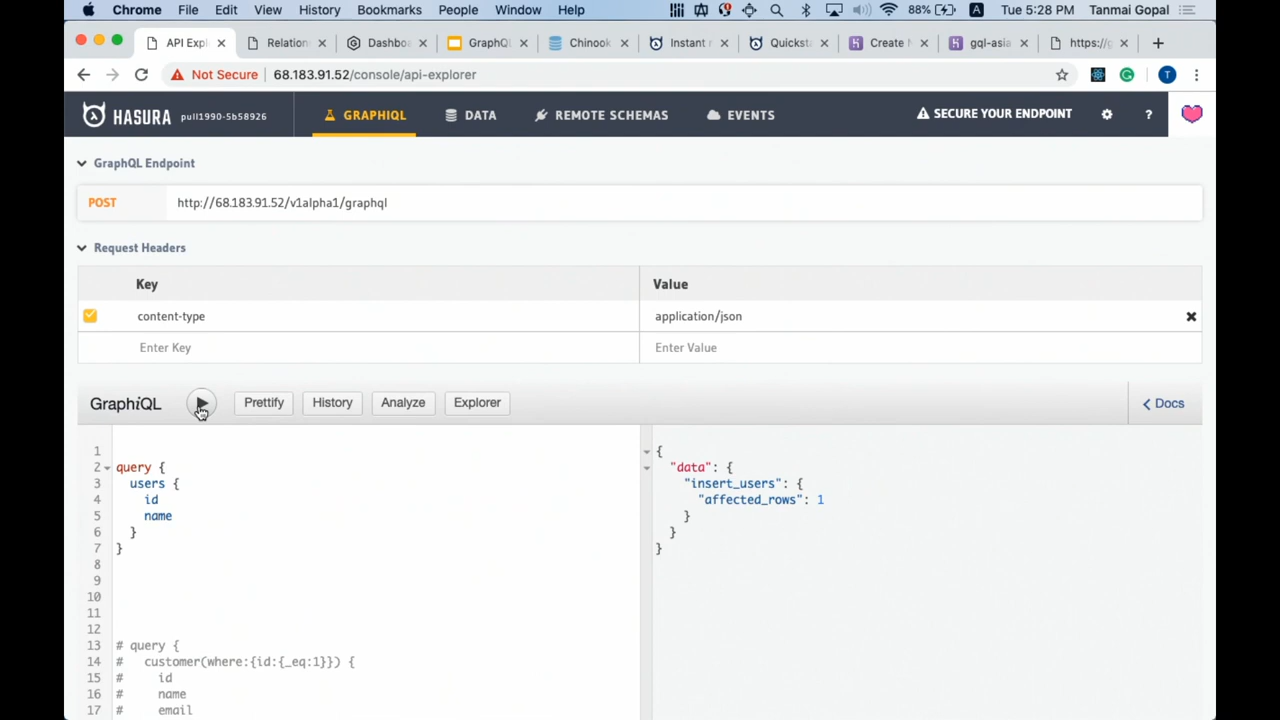 Chrome File Edit View History Bookmarks People Window Help 88% A Tue 5:28 PM Tanmai Gopal
API Expl Relation Dashbo GraphQL Chinook Instant Quicksta Create gql-asia https://g
Not Secure 68.183.91.52/console/api-explorer T
HASURA pull1990-5b58926 GRAPHIQL DATA REMOTE SCHEMAS EVENTS SECURE YOUR ENDPOINT ?
GraphQL Endpoint
POST http://68.183.91.52/v1alpha1/graphql
Request Headers
Key Value
content-type application/json
Enter Key Enter Value
GraphiQL Prettify History Analyze Explorer Docs
1 {
2 query { "data": {
3 users { "insert_users": {
4 id "affected_rows": 1
5 name }
6 } }
7 } }
8
9
10
11
12
13 # query {
14 # customer(where:{id:{_eq:1}}) {
15 # id
16 # name
17 # email